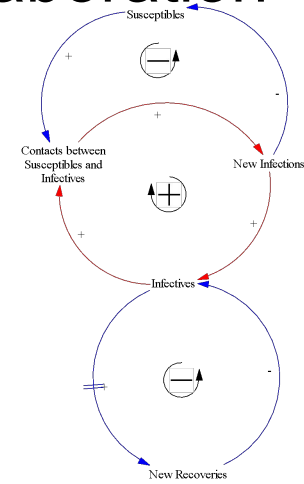 Susceptibles
+
-
+
Contacts between
Susceptibles and
Infectives
New Infections
+
+
Infectives
-
+
New Recoveries